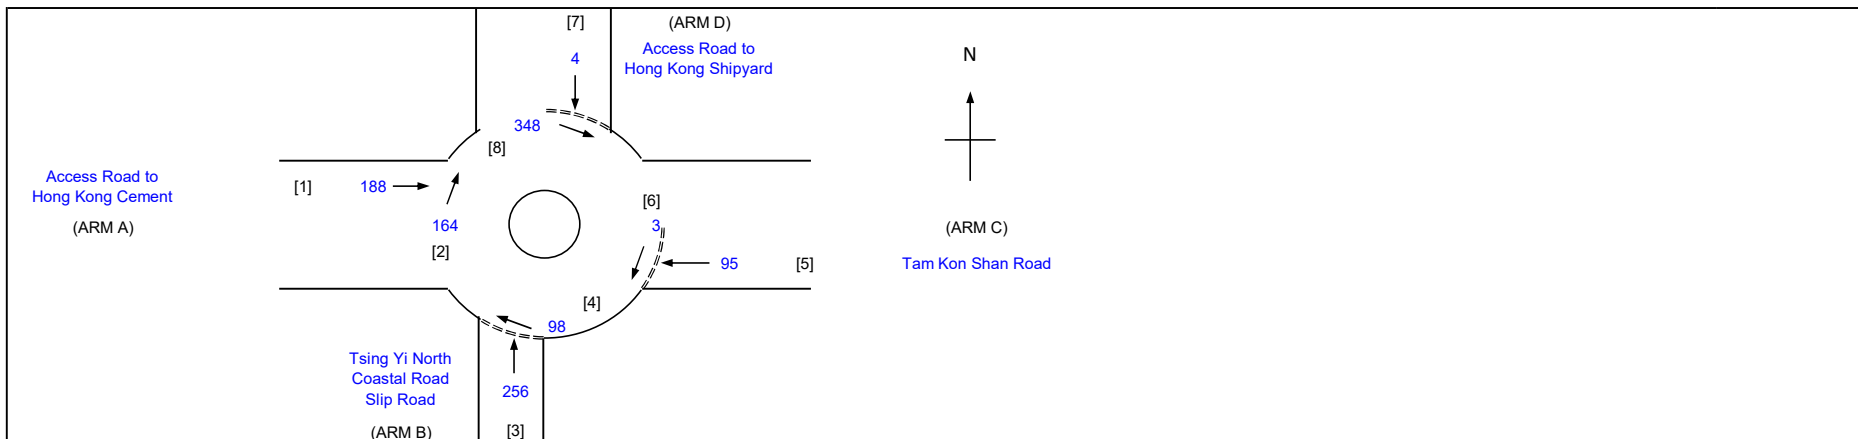 [7]
(ARM D)
Access Road to
Hong Kong Shipyard
4
N
348
[8]
Access Road to
Hong Kong Cement
(ARM A)
[1]
188
164
[2]
[6]
3
95
[5]
(ARM C)
Tam Kon Shan Road
[4]
98
Tsing Yi North
Coastal Road
Slip Road
(ARM B)
256
[3]